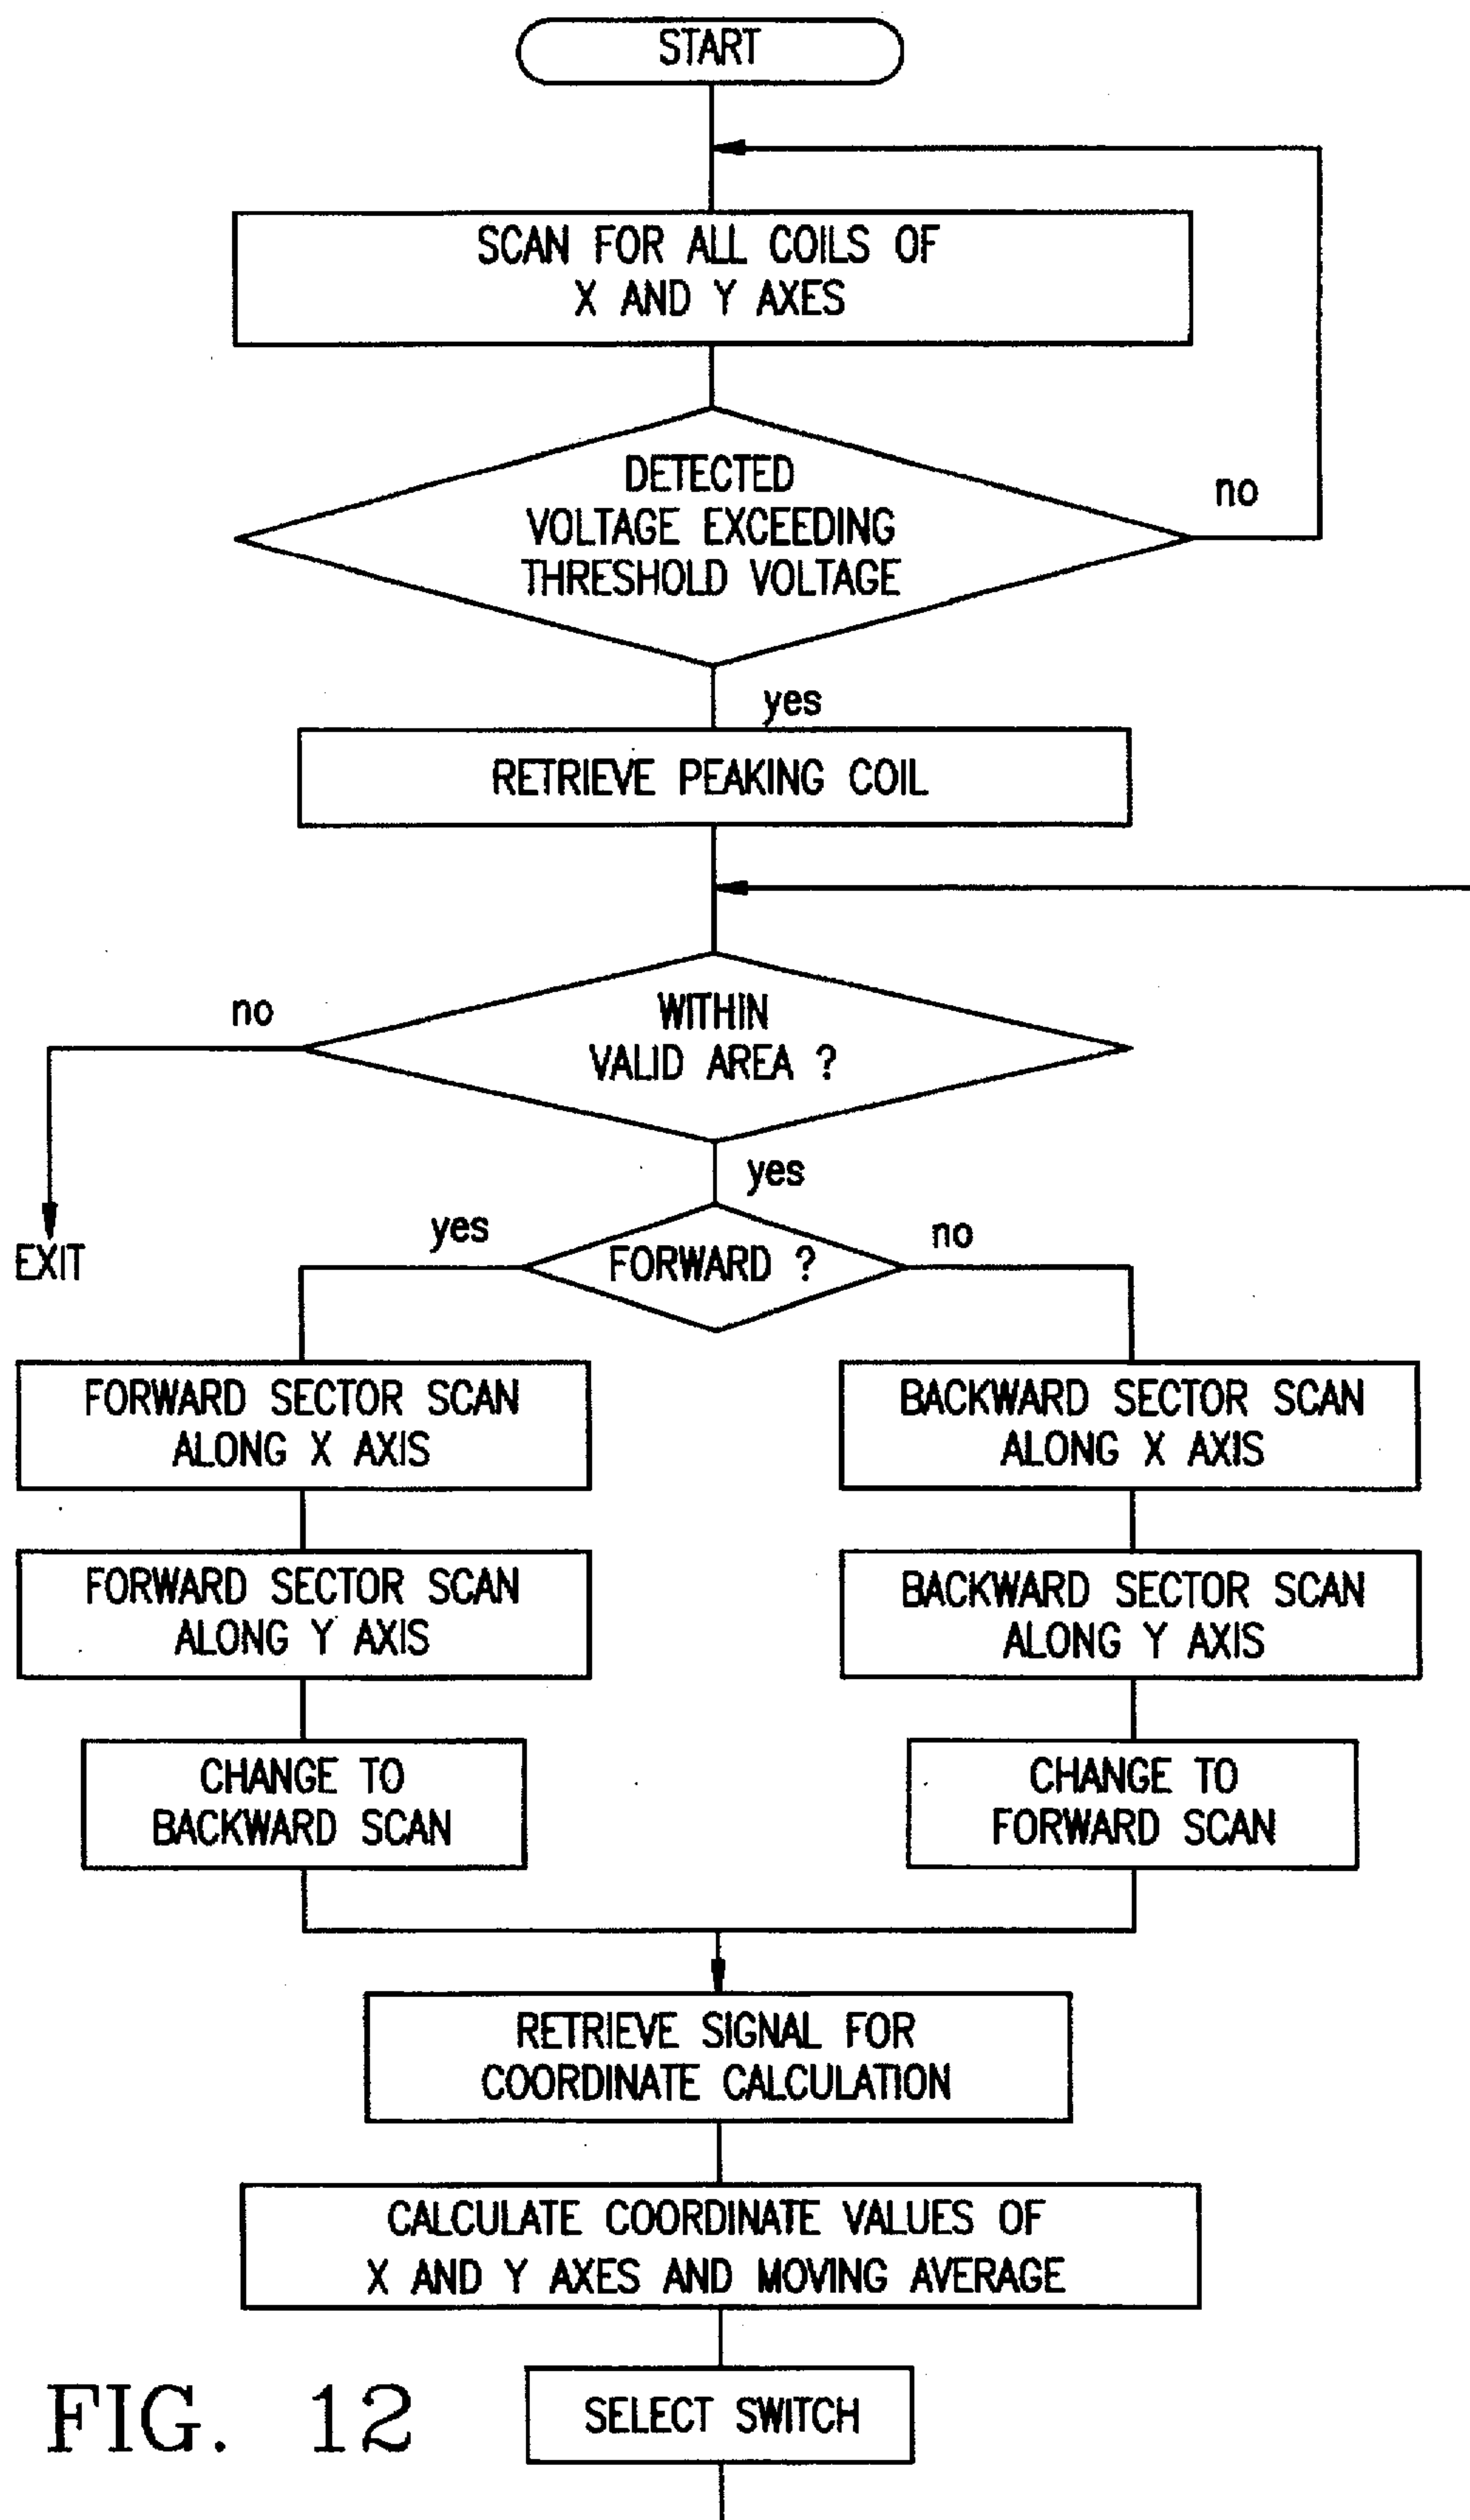 START
SCAN FOR ALL COILS OF
X AND Y AXES
DETECTED
VOLTAGE EXCEEDING
THRESHOLD VOLTAGE
no
yes
RETRIEVE PEAKING COIL
WITHIN
VALID AREA ?
no
EXIT
yes
FORWARD ?
yes
no
FORWARD SECTOR SCAN
ALONG X AXIS
BACKWARD SECTOR SCAN
ALONG X AXIS
FORWARD SECTOR SCAN
ALONG Y AXIS
BACKWARD SECTOR SCAN
ALONG Y AXIS
CHANGE TO
BACKWARD SCAN
CHANGE TO
FORWARD SCAN
RETRIEVE SIGNAL FOR
COORDINATE CALCULATION
CALCULATE COORDINATE VALUES OF
X AND Y AXES AND MOVING AVERAGE
SELECT SWITCH
FIG. 12